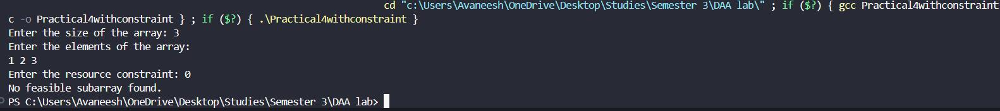 cd "c:\Users\Avaneesh\OneDrive\Desktop\Studies\Semester 3\DAA lab\" ; if ($?) { gcc Practical4withconstraint
c -o Practical4withconstraint } ; if ($?) { .\Practical4withconstraint }
Enter the size of the array: 3
Enter the elements of the array:
1 2 3
Enter the resource constraint: 0
No feasible subarray found.
PS C:\Users\Avaneesh\OneDrive\Desktop\Studies\Semester 3\DAA lab>